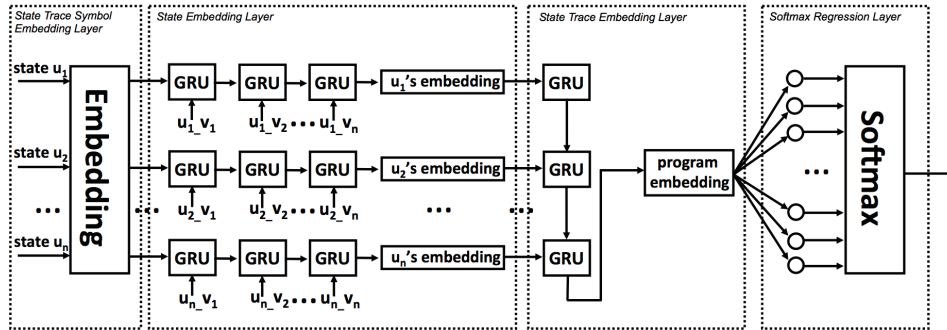 State Trace Symbol
Embedding Layer
State Embedding Layer
State Trace Embedding Layer
Softmax Regression Layer
state u1
state u2
...
state un
Embedding
...
GRU GRU GRU u1's embedding GRU
u1_v1 u1_v2 ... u1_vn
GRU GRU GRU u2's embedding GRU
u2_v1 u2_v2 ... u2_vn
... ...
GRU GRU GRU un's embedding GRU
un_v1 un_v2 ... un_vn
program
embedding
...
Softmax